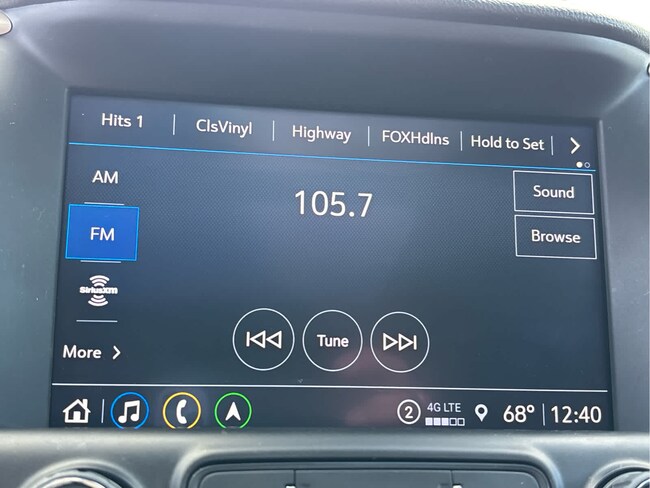 Hits 1
ClsVinyl
Highway
FOXHdlns
Hold to Set
AM
105.7
Sound
FM
Browse
SiriusXM
Tune
More
2
4G LTE
68°
12:40